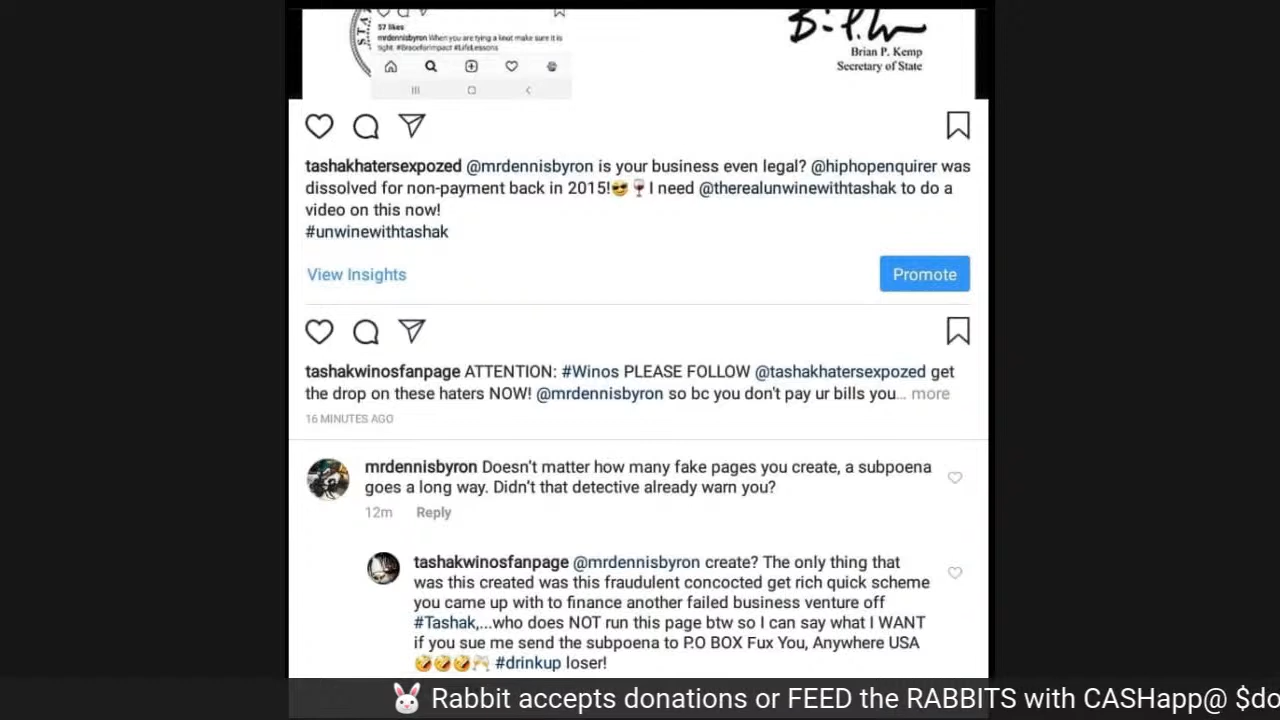 STA
57 likes
mrdennisbyron When you are tying a knot make sure it is
tight. #BraceforImpact #LifeLessons
Brian P. Kemp
Secretary of State
tashakhatersexpozed @mrdennisbyron is your business even legal? @hiphopenquirer was
dissolved for non-payment back in 2015!😎🍷I need @therealunwinewithtashak to do a
video on this now!
#unwinewithtashak
View Insights
Promote
tashakwinosfanpage ATTENTION: #Winos PLEASE FOLLOW @tashakhatersexpozed get
the drop on these haters NOW! @mrdennisbyron so bc you don't pay ur bills you... more
16 MINUTES AGO
mrdennisbyron Doesn't matter how many fake pages you create, a subpoena
goes a long way. Didn't that detective already warn you?
12m Reply
tashakwinosfanpage @mrdennisbyron create? The only thing that
was this created was this fraudulent concocted get rich quick scheme
you came up with to finance another failed business venture off
#Tashak,...who does NOT run this page btw so I can say what I WANT
if you sue me send the subpoena to P.O BOX Fux You, Anywhere USA
🤣🤣🤣🥂 #drinkup loser!
🐰 Rabbit accepts donations or FEED the RABBITS with CASHapp@ $do